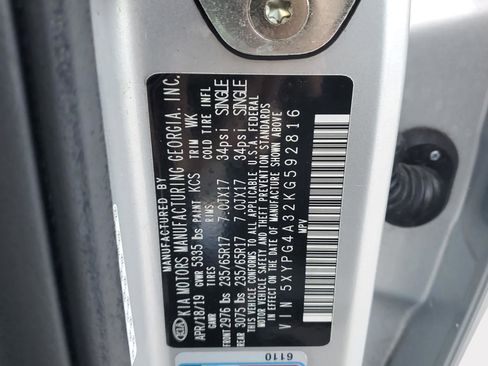 MANUFACTURED BY
KIA MOTORS MANUFACTURING GEORGIA, INC.
APR/18/19 PAINT KCS TRIM WK
GVWR 5335 lbs
GAWR TIRES RIMS COLD TIRE INFL
FRONT 2976 lbs 235/65R17 7.0JX17 34psi SINGLE
REAR 3075 lbs 235/65R17 7.0JX17 34psi SINGLE
THIS VEHICLE CONFORMS TO ALL APPLICABLE U.S.A. FEDERAL
MOTOR VEHICLE SAFETY AND THEFT PREVENTION STANDARDS
IN EFFECT ON THE DATE OF MANUFACTURE SHOWN ABOVE
VIN 5XYPG4A32KG592816
MPV
KIA
6110